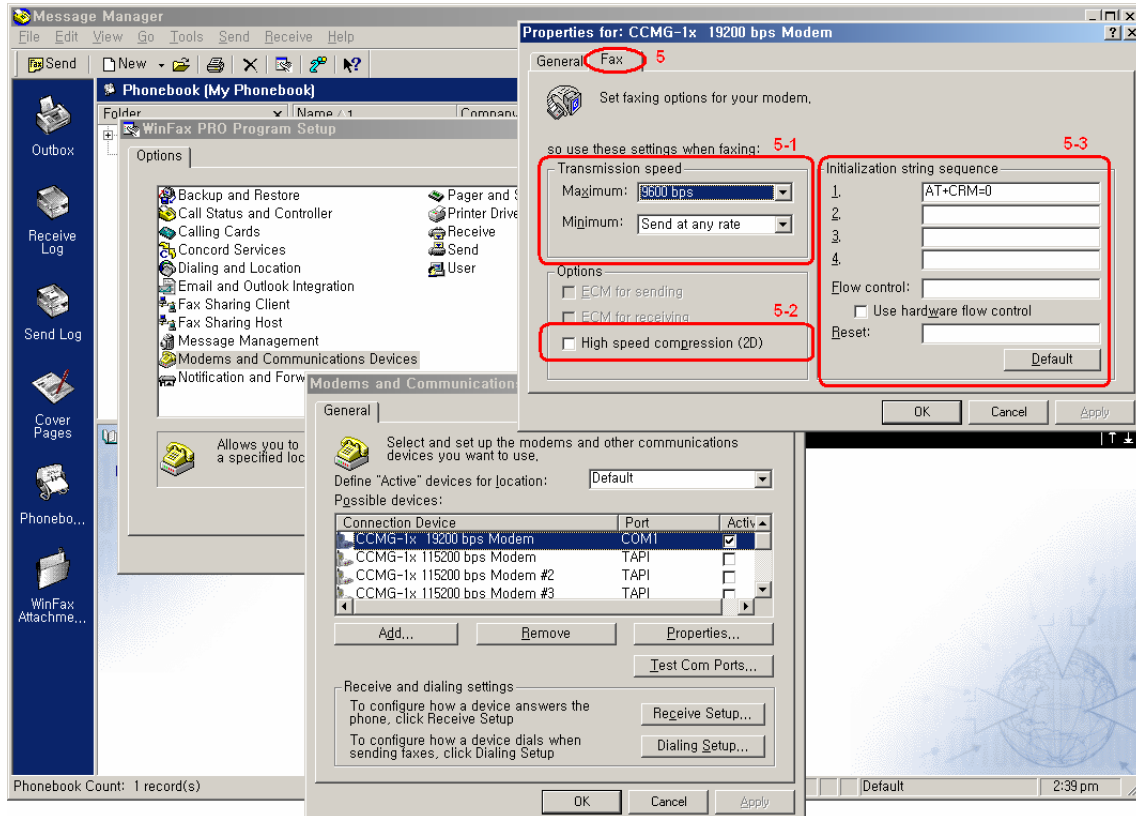 Message Manager
File Edit View Go Tools Send Receive Help
Send New
Outbox
Receive Log
Send Log
Cover Pages
Phonebo...
WinFax Attachme...
Phonebook (My Phonebook)
Folder x Name / 1 Company
WinFax PRO Program Setup
Options
Backup and Restore
Call Status and Controller
Calling Cards
Concord Services
Dialing and Location
Email and Outlook Integration
Fax Sharing Client
Fax Sharing Host
Message Management
Modems and Communications Devices
Notification and Forw
Pager and S
Printer Drive
Receive
Send
User
Allows you to
a specified loc
Modems and Communication
General
Select and set up the modems and other communications
devices you want to use,
Define "Active" devices for location: Default
Possible devices:
Connection Device Port Activ
CCMG-1x 19200 bps Modem COM1
CCMG-1x 115200 bps Modem TAPI
CCMG-1x 115200 bps Modem #2 TAPI
CCMG-1x 115200 bps Modem #3 TAPI
Add... Remove Properties...
Test Com Ports...
Receive and dialing settings
To configure how a device answers the
phone, click Receive Setup
Receive Setup...
To configure how a device dials when
sending faxes, click Dialing Setup
Dialing Setup...
OK Cancel Apply
Properties for: CCMG-1x 19200 bps Modem
General Fax 5
Set faxing options for your modem,
so use these settings when faxing: 5-1
Transmission speed
Maximum: 9600 bps
Minimum: Send at any rate
Options
ECM for sending
ECM for receiving
5-2
High speed compression (2D)
5-3
Initialization string sequence
1, AT+CRM=0
2,
3,
4,
Flow control:
Use hardware flow control
Reset:
Default
OK Cancel Apply
Phonebook Count: 1 record(s) Default 2:39 pm